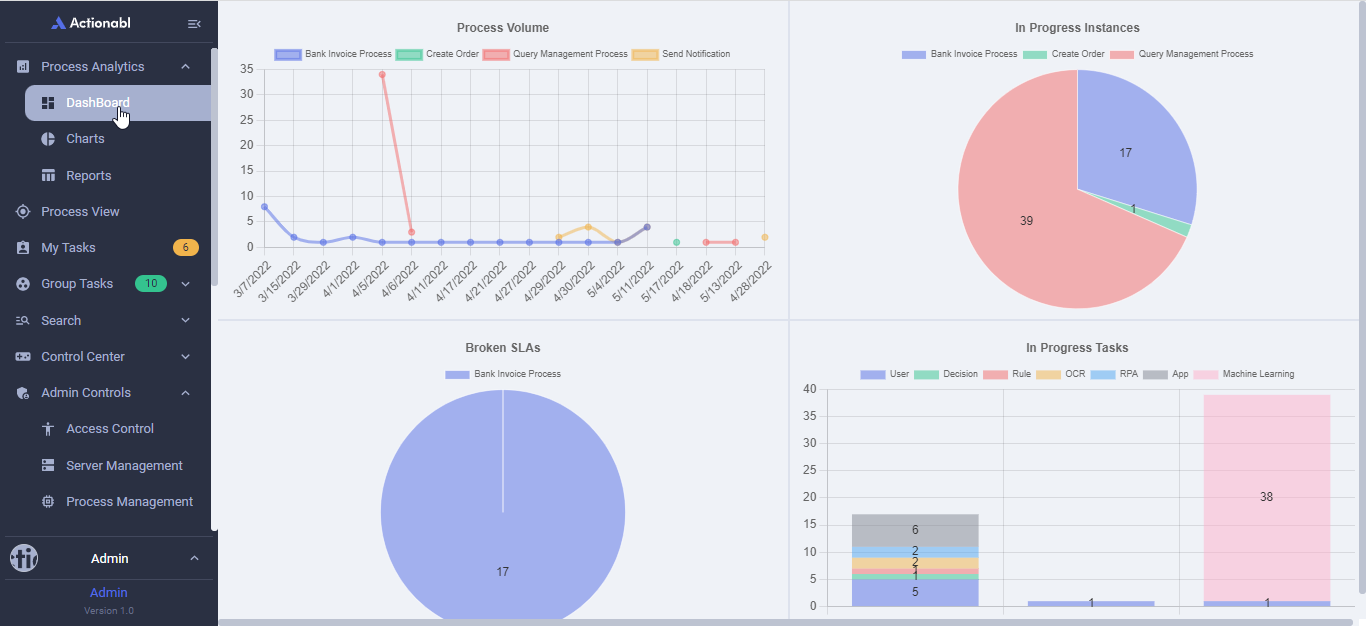 Actionabl
Process Analytics
DashBoard
Charts
Reports
Process View
My Tasks 6
Group Tasks 10
Search
Control Center
Admin Controls
Access Control
Server Management
Process Management
ti
Admin
Admin
Version 1.0
Process Volume
Bank Invoice Process Create Order Query Management Process Send Notification
35
30
25
20
15
10
5
0
3/7/2022 3/15/2022 3/29/2022 4/1/2022 4/5/2022 4/6/2022 4/11/2022 4/17/2022 4/21/2022 4/27/2022 4/29/2022 4/30/2022 5/4/2022 5/11/2022 5/17/2022 4/18/2022 5/13/2022 4/28/2022
In Progress Instances
Bank Invoice Process Create Order Query Management Process
17
1
39
Broken SLAs
Bank Invoice Process
17
In Progress Tasks
User Decision Rule OCR RPA App Machine Learning
40
35
30
25
20
15
10
5
0
6
2
2
1
1
5
1
38
1